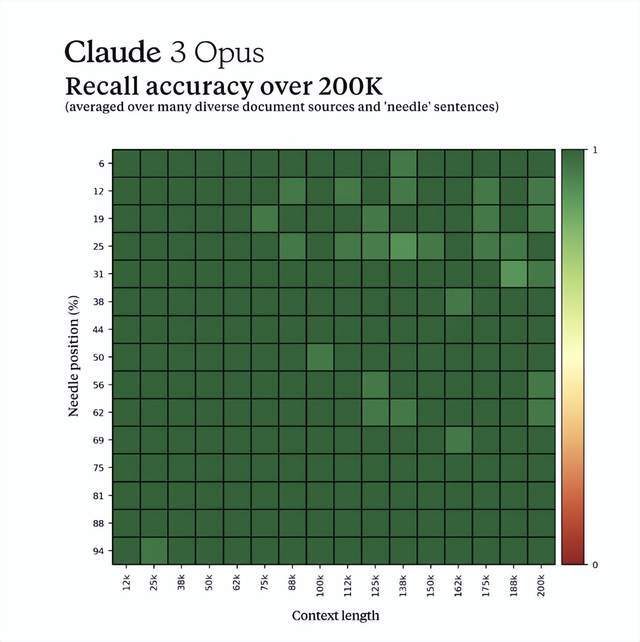 Claude 3 Opus
Recall accuracy over 200K
(averaged over many diverse document sources and 'needle' sentences)
Needle position (%)
6
12
19
25
31
38
44
50
56
62
69
75
81
88
94
12k 25k 38k 50k 62k 75k 88k 100k 112k 125k 138k 150k 162k 175k 188k 200k
Context length
1
0